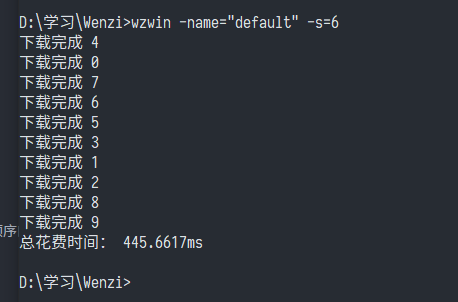 D:\学习\Wenzi>wzwin -name="default" -s=6
下载完成 4
下载完成 0
下载完成 7
下载完成 6
下载完成 5
下载完成 3
下载完成 1
下载完成 2
下载完成 8
顺序
下载完成 9
总花费时间： 445.6617ms
D:\学习\Wenzi>